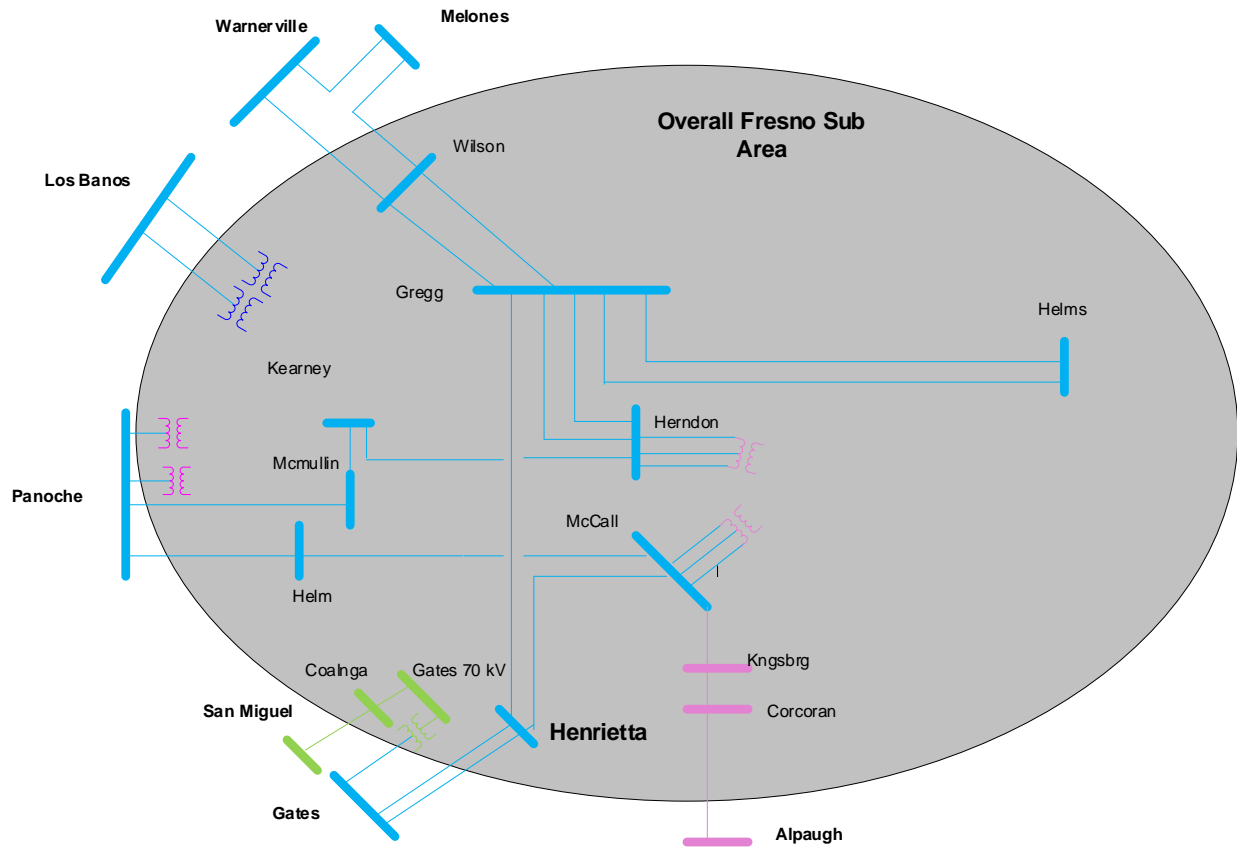 Melones
Warnerville
Overall Fresno Sub
Area
Wilson
Los Banos
Gregg
Helms
Kearney
Herndon
Mcmullin
Panoche
McCall
Helm
Kngsbrg
Coalnga
Gates 70 kV
San Miguel
Corcoran
Henrietta
Gates
Alpaugh